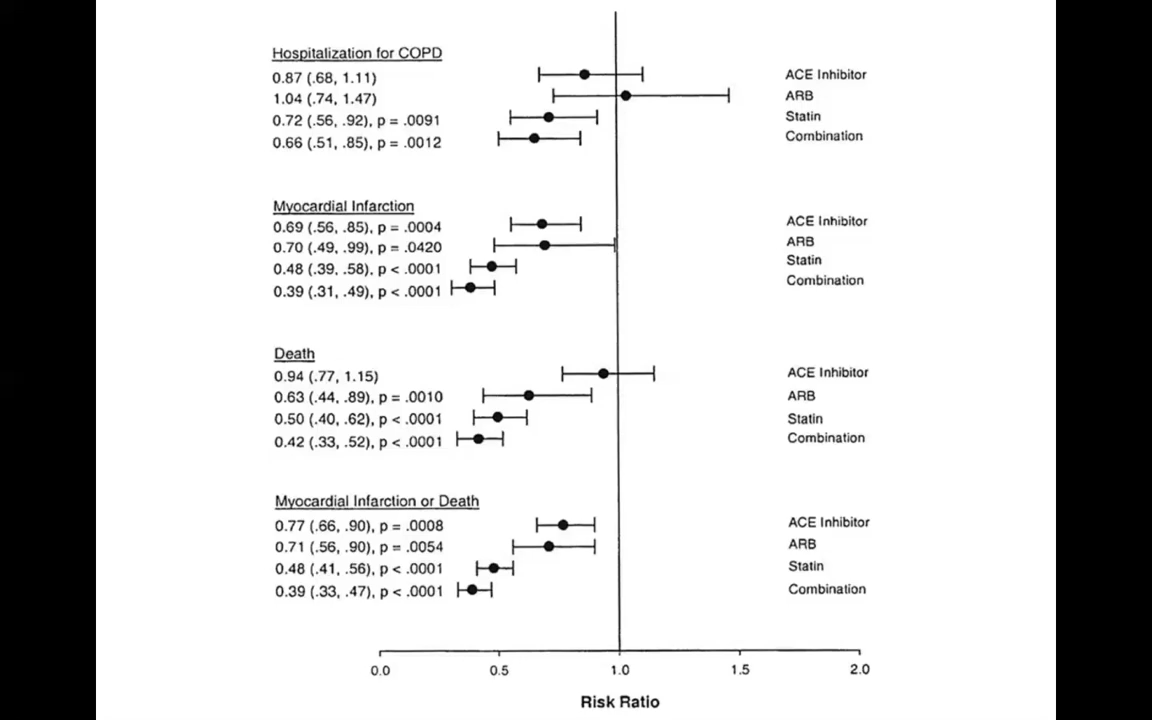 Hospitalization for COPD
0.87 (.68, 1.11) ACE Inhibitor
1.04 (.74, 1.47) ARB
0.72 (.56, .92), p = .0091 Statin
0.66 (.51, .85), p = .0012 Combination
Myocardial Infarction
0.69 (.56, .85), p = .0004 ACE Inhibitor
0.70 (.49, .99), p = .0420 ARB
0.48 (.39, .58), p < .0001 Statin
0.39 (.31, .49), p < .0001 Combination
Death
0.94 (.77, 1.15) ACE Inhibitor
0.63 (.44, .89), p = .0010 ARB
0.50 (.40, .62), p < .0001 Statin
0.42 (.33, .52), p < .0001 Combination
Myocardial Infarction or Death
0.77 (.66, .90), p = .0008 ACE Inhibitor
0.71 (.56, .90), p = .0054 ARB
0.48 (.41, .56), p < .0001 Statin
0.39 (.33, .47), p < .0001 Combination
0.0 0.5 1.0 1.5 2.0
Risk Ratio